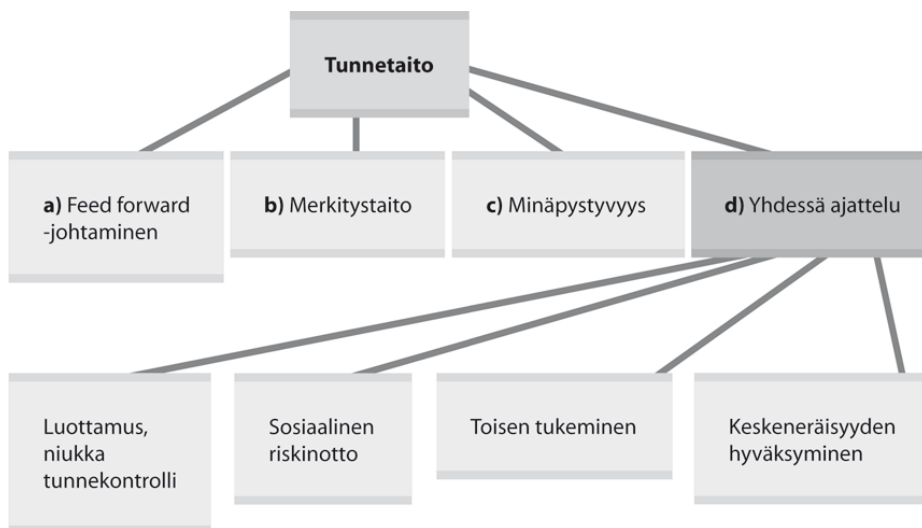 Tunnetaito
a) Feed forward
-johtaminen
b) Merkitystaito
c) Minäpystyvyys
d) Yhdessä ajattelu
Luottamus,
niukka
tunnekontrolli
Sosiaalinen
riskinotto
Toisen tukeminen
Keskeneräisyyden
hyväksyminen